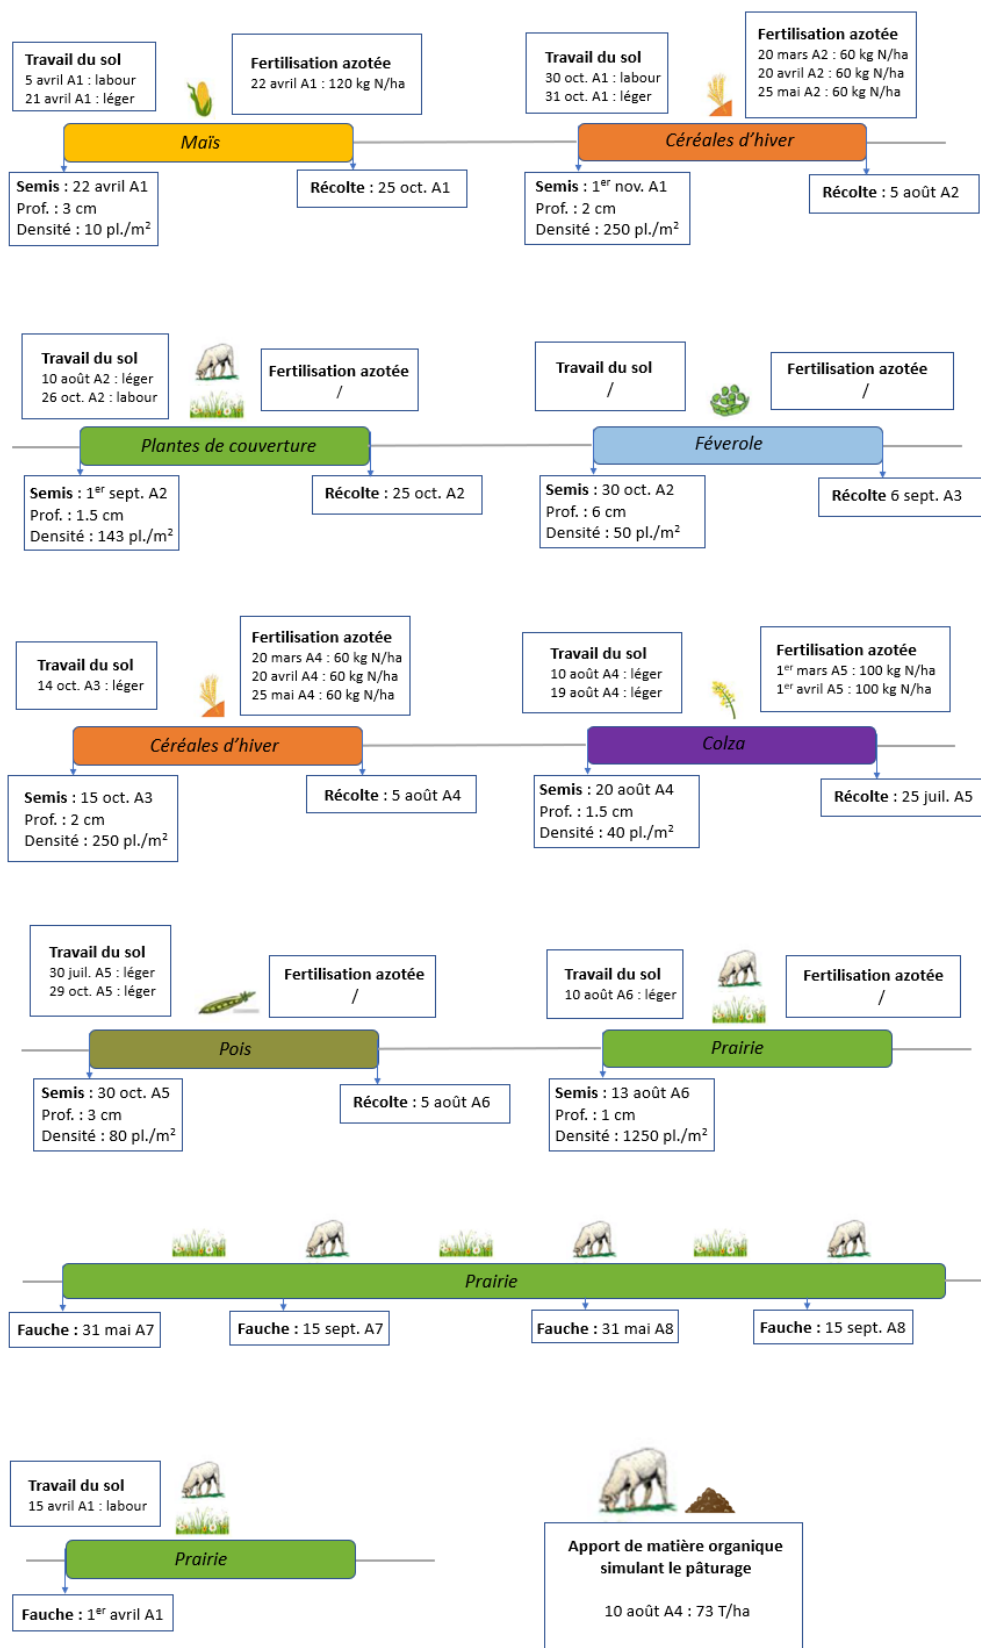 Travail du sol
5 avril A1 : labour
21 avril A1 : léger
Fertilisation azotée
22 avril A1 : 120 kg N/ha
Maïs
Semis : 22 avril A1
Prof. : 3 cm
Densité : 10 pl./m²
Récolte : 25 oct. A1
Travail du sol
30 oct. A1 : labour
31 oct. A1 : léger
Fertilisation azotée
20 mars A2 : 60 kg N/ha
20 avril A2 : 60 kg N/ha
25 mai A2 : 60 kg N/ha
Céréales d'hiver
Semis : 1er nov. A1
Prof. : 2 cm
Densité : 250 pl./m²
Récolte : 5 août A2
Travail du sol
10 août A2 : léger
26 oct. A2 : labour
Fertilisation azotée
/
Plantes de couverture
Semis : 1er sept. A2
Prof. : 1.5 cm
Densité : 143 pl./m²
Récolte : 25 oct. A2
Travail du sol
/
Fertilisation azotée
/
Féverole
Semis : 30 oct. A2
Prof. : 6 cm
Densité : 50 pl./m²
Récolte 6 sept. A3
Travail du sol
14 oct. A3 : léger
Fertilisation azotée
20 mars A4 : 60 kg N/ha
20 avril A4 : 60 kg N/ha
25 mai A4 : 60 kg N/ha
Céréales d'hiver
Semis : 15 oct. A3
Prof. : 2 cm
Densité : 250 pl./m²
Récolte : 5 août A4
Travail du sol
10 août A4 : léger
19 août A4 : léger
Fertilisation azotée
1er mars A5 : 100 kg N/ha
1er avril A5 : 100 kg N/ha
Colza
Semis : 20 août A4
Prof. : 1.5 cm
Densité : 40 pl./m²
Récolte : 25 juil. A5
Travail du sol
30 juil. A5 : léger
29 oct. A5 : léger
Fertilisation azotée
/
Pois
Semis : 30 oct. A5
Prof. : 3 cm
Densité : 80 pl./m²
Récolte : 5 août A6
Travail du sol
10 août A6 : léger
Fertilisation azotée
/
Prairie
Semis : 13 août A6
Prof. : 1 cm
Densité : 1250 pl./m²
Prairie
Fauche : 31 mai A7
Fauche : 15 sept. A7
Fauche : 31 mai A8
Fauche : 15 sept. A8
Travail du sol
15 avril A1 : labour
Prairie
Fauche : 1er avril A1
Apport de matière organique
simulant le pâturage
10 août A4 : 73 T/ha